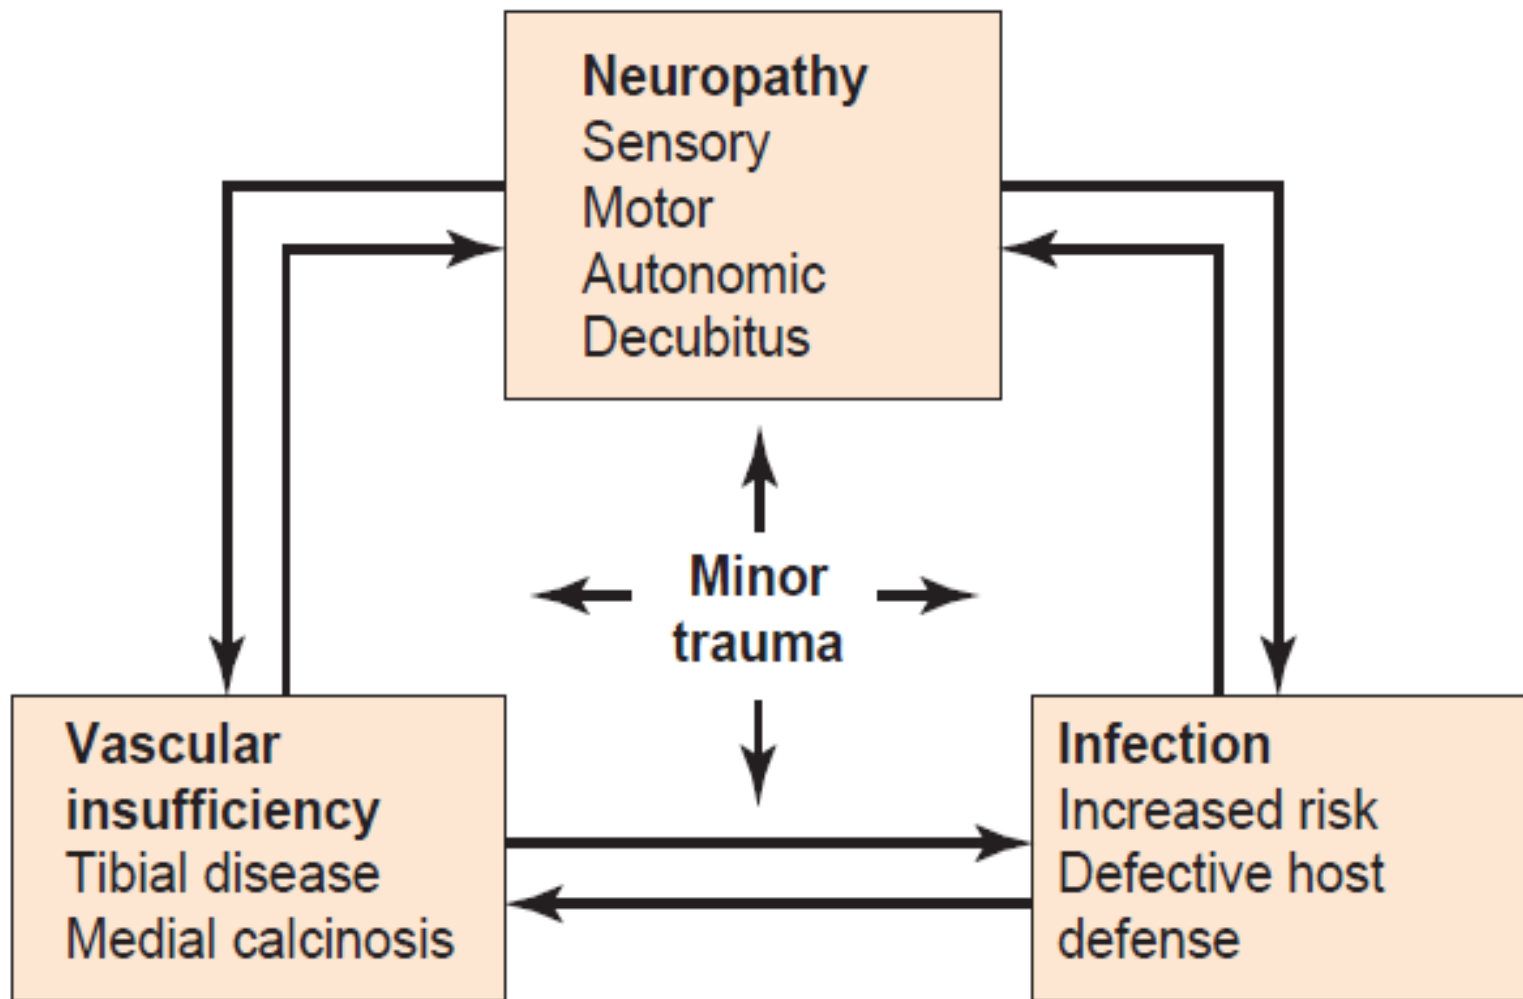 Neuropathy
Sensory
Motor
Autonomic
Decubitus
Minor
trauma
Vascular
insufficiency
Tibial disease
Medial calcinosis
Infection
Increased risk
Defective host
defense